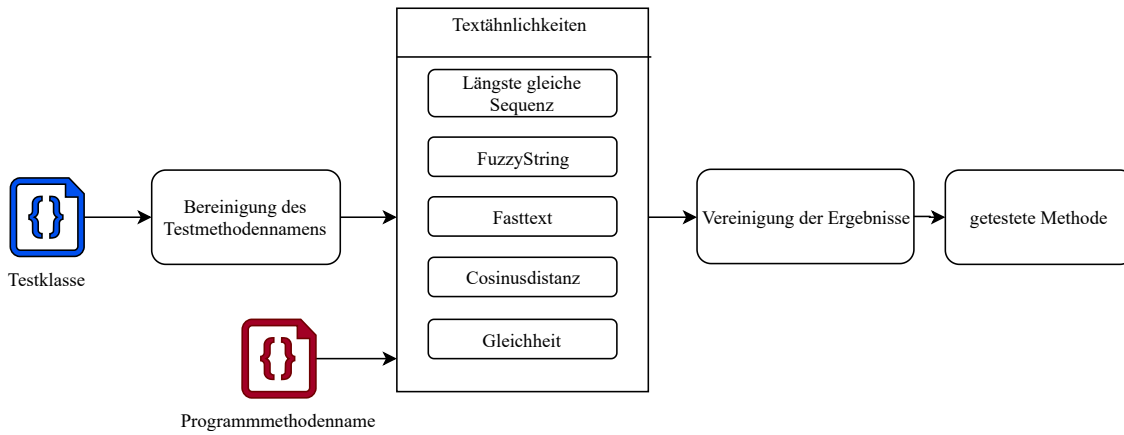 Textähnlichkeiten
Längste gleiche
Sequenz
FuzzyString
Fasttext
Cosinusdistanz
Gleichheit
{}
Testklasse
Bereinigung des
Testmethodennamens
{}
Programmmethodenname
Vereinigung der Ergebnisse
getestete Methode